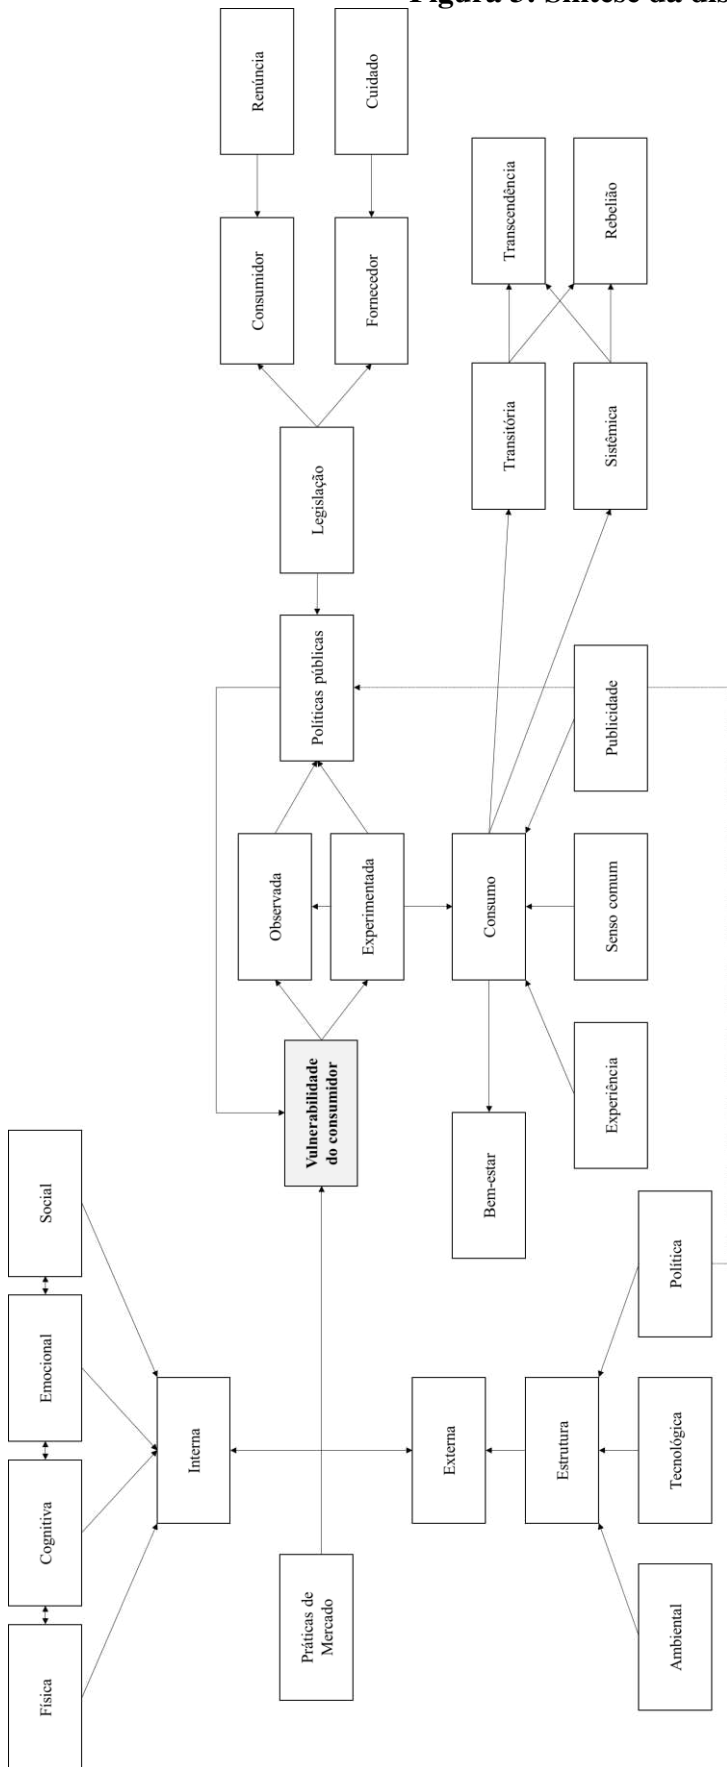 Figura 3: Síntese da dis
Física
Cognitiva
Emocional
Social
Interna
Práticas de
Mercado
Vulnerabilidade
do consumidor
Observada
Experimentada
Políticas públicas
Legislação
Consumidor
Fornecedor
Renúncia
Cuidado
Externa
Estrutura
Ambiental
Tecnológica
Política
Bem-estar
Consumo
Experiência
Senso comum
Publicidade
Transitória
Sistêmica
Transcendência
Rebelião